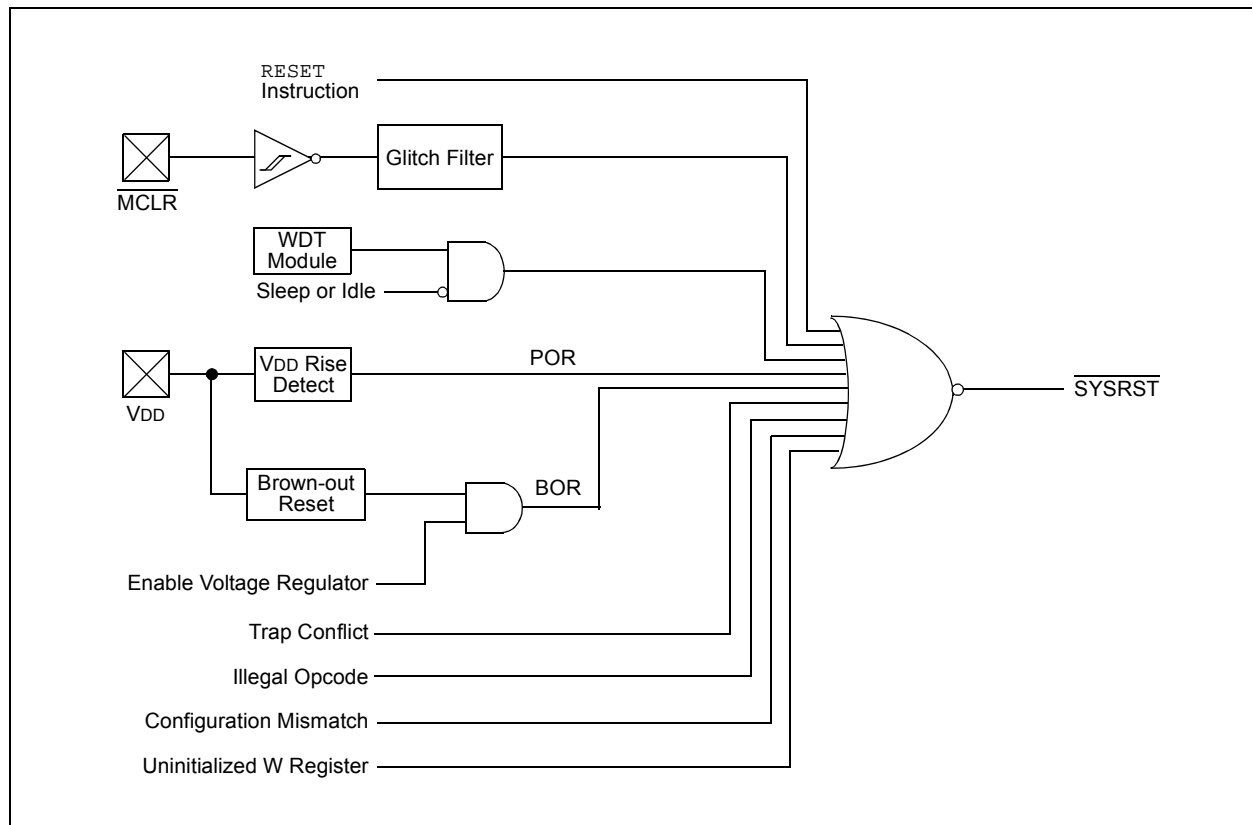 RESET
Instruction
MCLR
Glitch Filter
WDT
Module
Sleep or Idle
VDD
VDD Rise
Detect
POR
Brown-out
Reset
BOR
SYSRST
Enable Voltage Regulator
Trap Conflict
Illegal Opcode
Configuration Mismatch
Uninitialized W Register